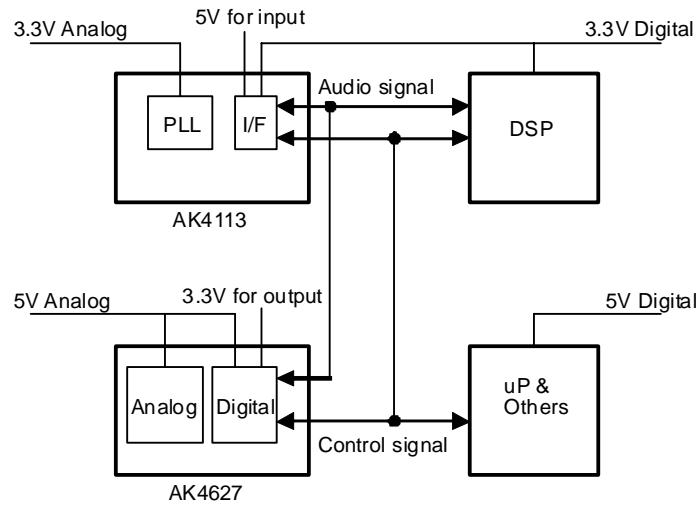 5V for input
3.3V Analog
3.3V Digital
Audio signal
PLL
I/F
DSP
AK4113
5V Analog
3.3V for output
5V Digital
Analog
Digital
uP &
Others
Control signal
AK4627